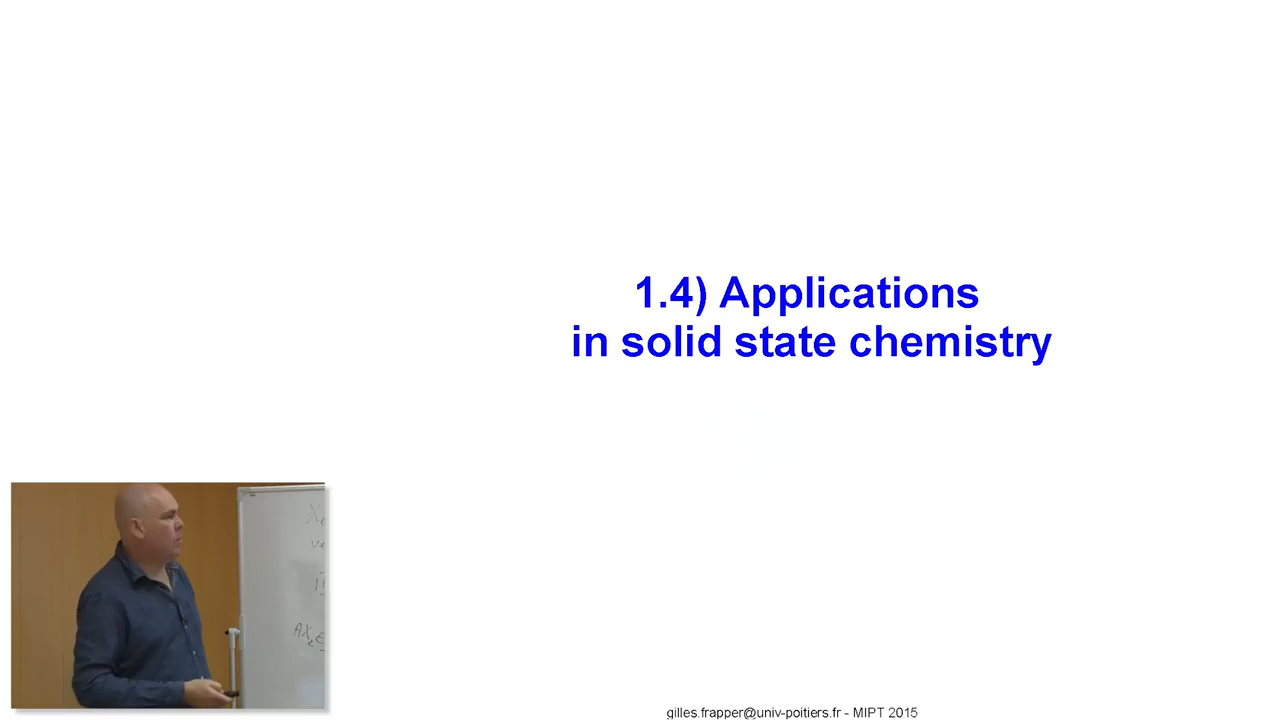 1.4) Applications
in solid state chemistry
gilles.frapper@univ-poitiers.fr - MIPT 2015